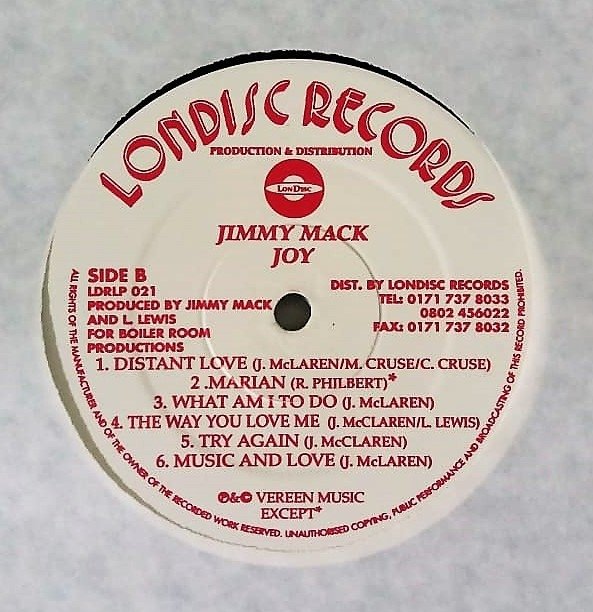 LONDISC RECORDS
PRODUCTION & DISTRIBUTION
LONDISC
JIMMY MACK
JOY
SIDE B
LDRLP 021
PRODUCED BY JIMMY MACK
AND L. LEWIS
FOR BOILER ROOM
PRODUCTIONS
DIST. BY LONDISC RECORDS
TEL: 0171 737 8033
0802 456022
FAX: 0171 737 8032
1. DISTANT LOVE (J. McLAREN/M. CRUSE/C. CRUSE)
2 .MARIAN (R. PHILBERT)*
3. WHAT AM I TO DO (J. McLAREN)
4. THE WAY YOU LOVE ME (J. McCLAREN/L. LEWIS)
5. TRY AGAIN (J. McCLAREN)
6. MUSIC AND LOVE (J. McLAREN)
℗&© VEREEN MUSIC
EXCEPT*
ALL RIGHTS OF THE MANUFACTURER AND OF THE OWNER OF THE RECORDED WORK RESERVED. UNAUTHORISED COPYING, PUBLIC PERFORMANCE AND BROADCASTING OF THIS RECORD PROHIBITED.